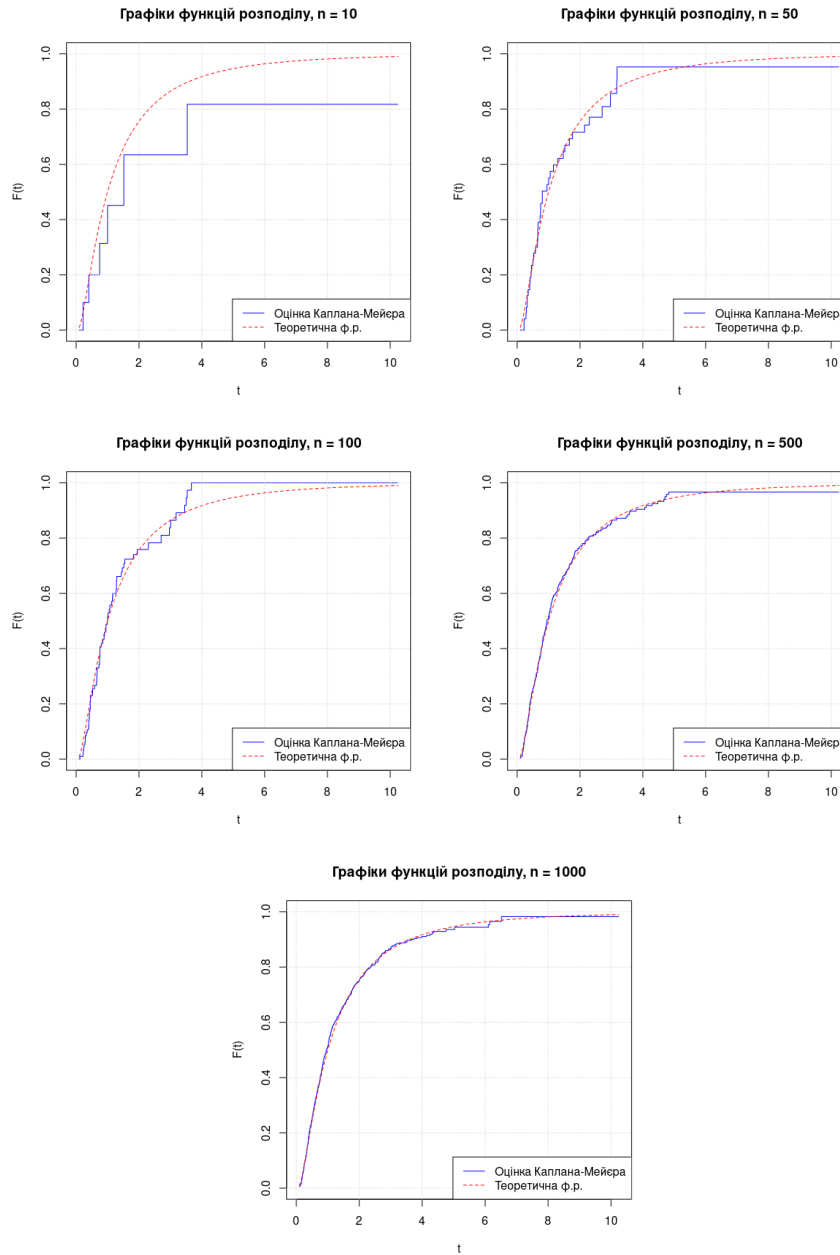 Графіки функцій розподілу, n = 10
F(t)
0.0
0.2
0.4
0.6
0.8
1.0
0 2 4 6 8 10
t
Оцінка Каплана-Мейєра
Теоретична ф.р.
Графіки функцій розподілу, n = 50
F(t)
0.0
0.2
0.4
0.6
0.8
1.0
0 2 4 6 8 10
t
Оцінка Каплана-Мейєра
Теоретична ф.р.
Графіки функцій розподілу, n = 100
F(t)
0.0
0.2
0.4
0.6
0.8
1.0
0 2 4 6 8 10
t
Оцінка Каплана-Мейєра
Теоретична ф.р.
Графіки функцій розподілу, n = 500
F(t)
0.0
0.2
0.4
0.6
0.8
1.0
0 2 4 6 8 10
t
Оцінка Каплана-Мейєра
Теоретична ф.р.
Графіки функцій розподілу, n = 1000
F(t)
0.0
0.2
0.4
0.6
0.8
1.0
0 2 4 6 8 10
t
Оцінка Каплана-Мейєра
Теоретична ф.р.